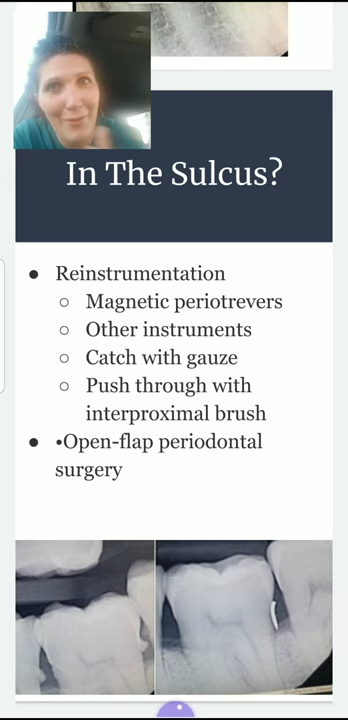 In The Sulcus?
● Reinstrumentation
○ Magnetic periotrevers
○ Other instruments
○ Catch with gauze
○ Push through with
interproximal brush
● •Open-flap periodontal
surgery